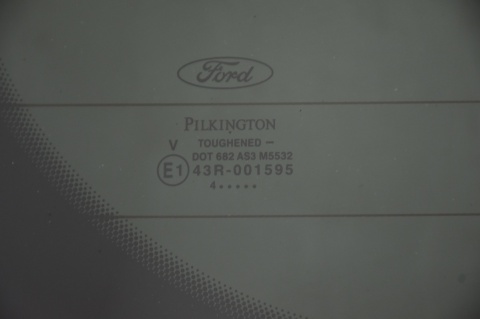 Ford
PILKINGTON
V TOUGHENED –
DOT 682 AS3 M5532
E1 43R-001595
4•••••